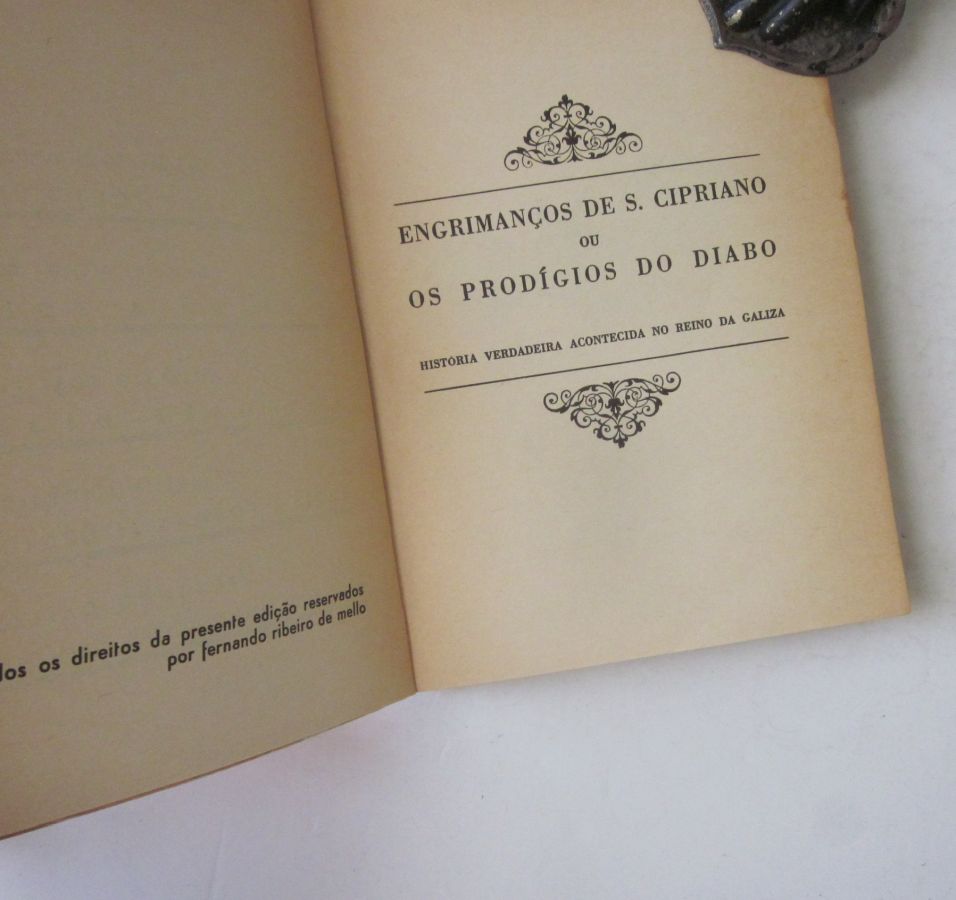 os direitos da presente edição reservados
por fernando ribeiro de mello
ENGRIMANÇOS DE S. CIPRIANO
OU
OS PRODÍGIOS DO DIABO
HISTÓRIA VERDADEIRA ACONTECIDA NO REINO DA GALIZA